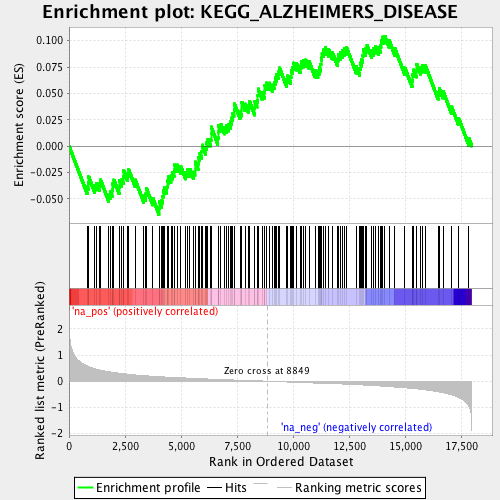 Enrichment plot: KEGG_ALZHEIMERS_DISEASE
Enrichment score (ES)
0.100
0.075
0.050
0.025
0.000
-0.025
-0.050
'na_pos' (positively correlated)
Ranked list metric (PreRanked)
2
1
0
-1
-2
Zero cross at 8849
'na_neg' (negatively correlated)
0
2,500
5,000
7,500
10,000
12,500
15,000
17,500
Rank in Ordered Dataset
Enrichment profile
Hits
Ranking metric scores